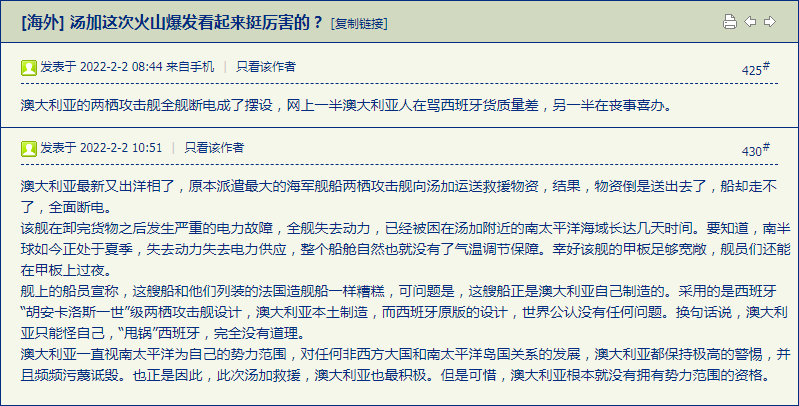 [海外] 汤加这次火山爆发看起来挺厉害的？ [复制链接]
发表于 2022-2-2 08:44 来自手机 | 只看该作者 425#
澳大利亚的两栖攻击舰全舰断电成了摆设，网上一半澳大利亚人在骂西班牙货质量差，另一半在丧事喜办。
发表于 2022-2-2 10:51 | 只看该作者 430#
澳大利亚最新又出洋相了，原本派遣最大的海军舰船两栖攻击舰向汤加运送救援物资，结果，物资倒是送出去了，船却走不
了，全面断电。
该舰在卸完货物之后发生严重的电力故障，全舰失去动力，已经被困在汤加附近的南太平洋海域长达几天时间。要知道，南半
球如今正处于夏季，失去动力失去电力供应，整个船舱自然也就没有了气温调节保障。幸好该舰的甲板足够宽敞，舰员们还能
在甲板上过夜。
舰上的船员宣称，这艘船和他们列装的法国造舰船一样糟糕，可问题是，这艘船正是澳大利亚自己制造的。采用的是西班牙
“胡安卡洛斯一世”级两栖攻击舰设计，澳大利亚本土制造，而西班牙原版的设计，世界公认没有任何问题。换句话说，澳大利
亚只能怪自己，“甩锅”西班牙，完全没有道理。
澳大利亚一直视南太平洋为自己的势力范围，对任何非西方大国和南太平洋岛国关系的发展，澳大利亚都保持极高的警惕，并
且频频污蔑诋毁。也正是因此，此次汤加救援，澳大利亚也最积极。但是可惜，澳大利亚根本就没有拥有势力范围的资格。